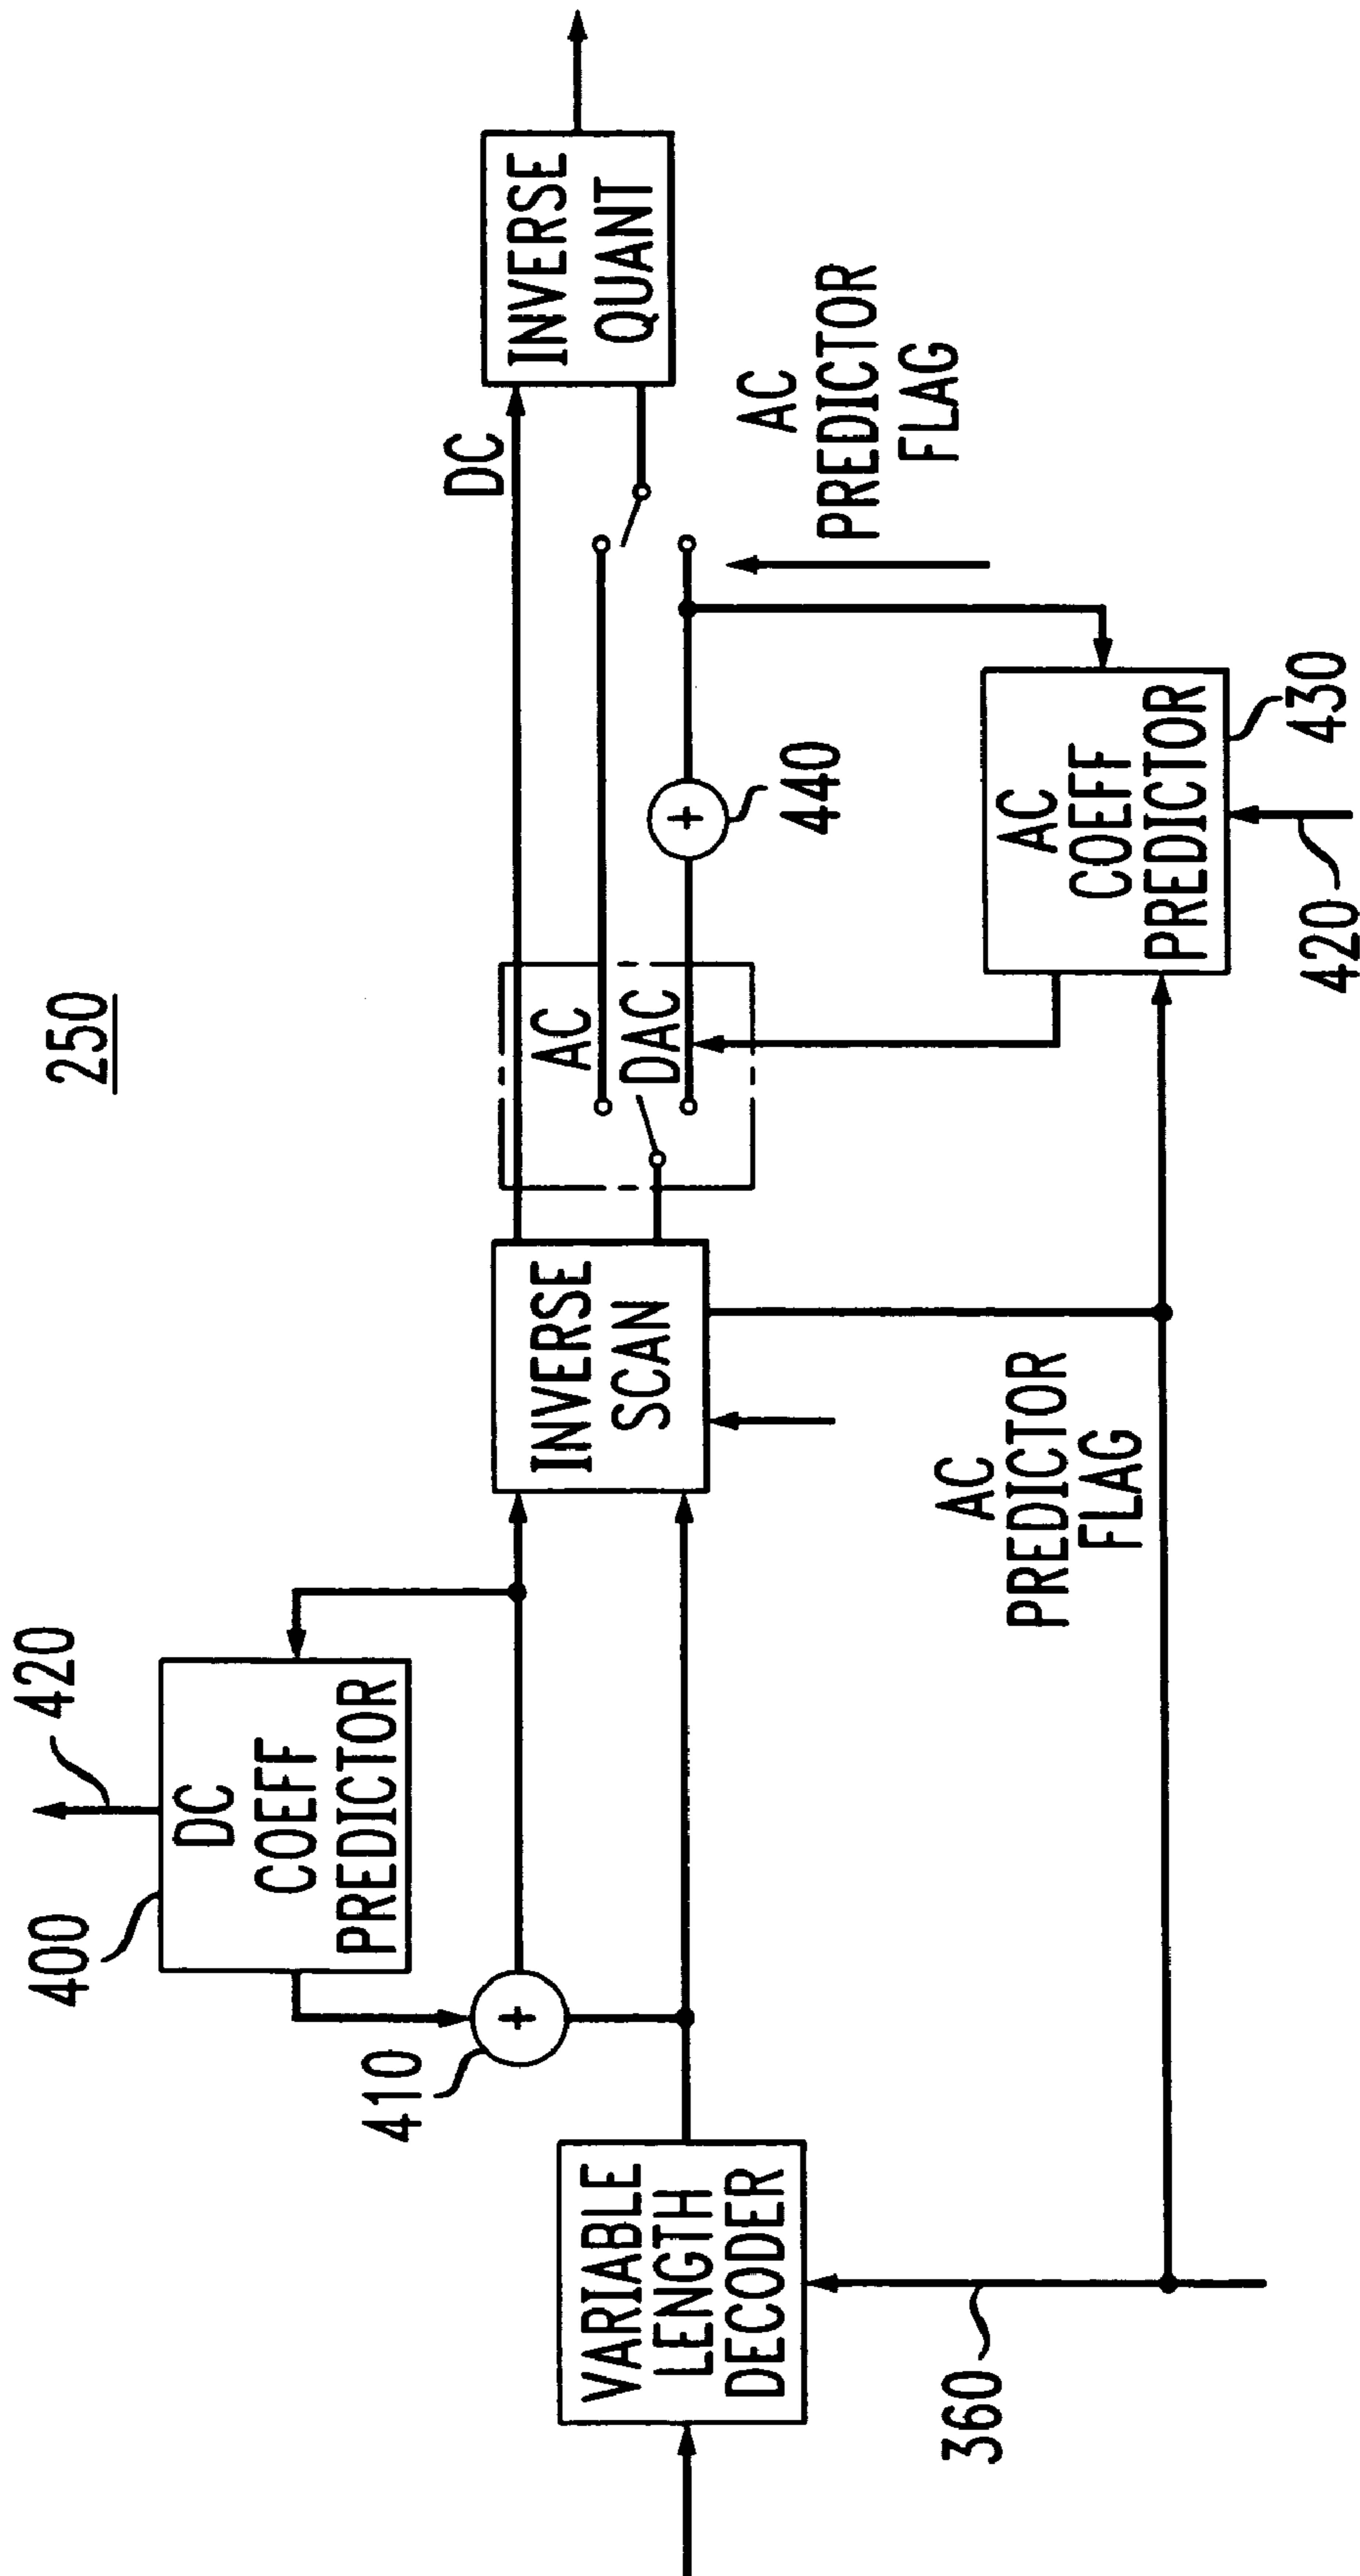 250
400
420
DC
COEFF
PREDICTOR
410
VARIABLE
LENGTH
DECODER
360
INVERSE
SCAN
AC
PREDICTOR
FLAG
AC
DAC
DC
440
AC
COEFF
PREDICTOR
420
430
AC
PREDICTOR
FLAG
INVERSE
QUANT
+
+